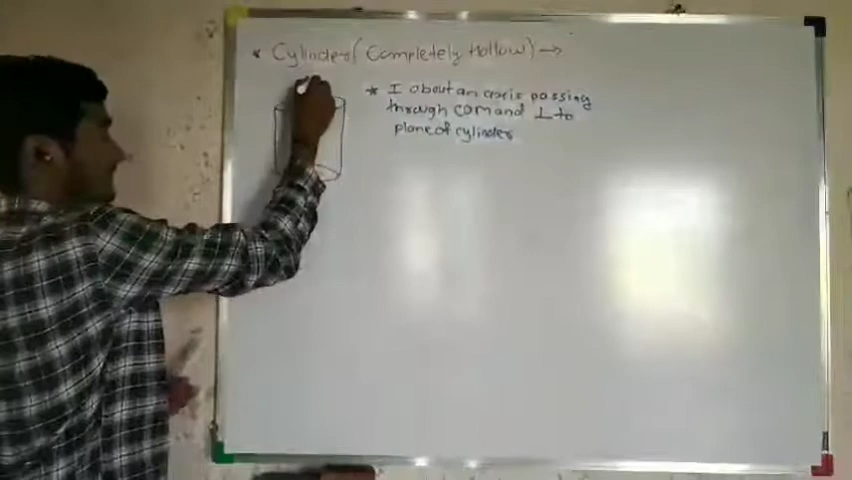 * Cylinder (Completely Hollow) →
* I about an axis passing
through com and ⊥ to
plane of cylinder